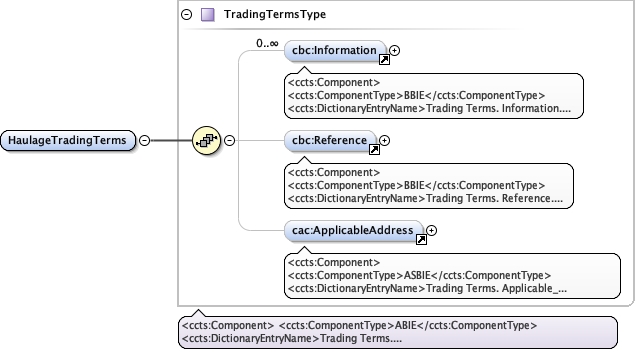 TradingTermsType
0..∞
cbc:Information
<ccts:Component>
<ccts:ComponentType>BBIE</ccts:ComponentType>
<ccts:DictionaryEntryName>Trading Terms. Information....
HaulageTradingTerms
cbc:Reference
<ccts:Component>
<ccts:ComponentType>BBIE</ccts:ComponentType>
<ccts:DictionaryEntryName>Trading Terms. Reference....
cac:ApplicableAddress
<ccts:Component>
<ccts:ComponentType>ASBIE</ccts:ComponentType>
<ccts:DictionaryEntryName>Trading Terms. Applicable_...
<ccts:Component> <ccts:ComponentType>ABIE</ccts:ComponentType>
<ccts:DictionaryEntryName>Trading Terms....